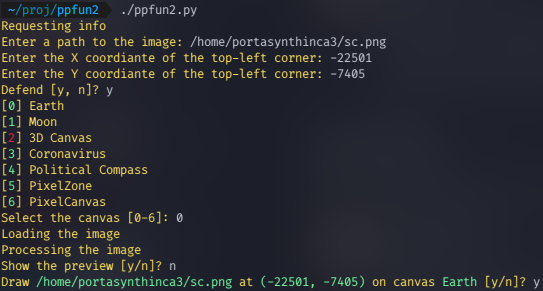 ~/proj/ppfun2 ./ppfun2.py
Requesting info
Enter a path to the image: /home/portasynthinca3/sc.png
Enter the X coordiante of the top-left corner: -22501
Enter the Y coordiante of the top-left corner: -7405
Defend [y, n]? y
[0] Earth
[1] Moon
[2] 3D Canvas
[3] Coronavirus
[4] Political Compass
[5] PixelZone
[6] PixelCanvas
Select the canvas [0-6]: 0
Loading the image
Processing the image
Show the preview [y/n]? n
Draw /home/portasynthinca3/sc.png at (-22501, -7405) on canvas Earth [y/n]? y